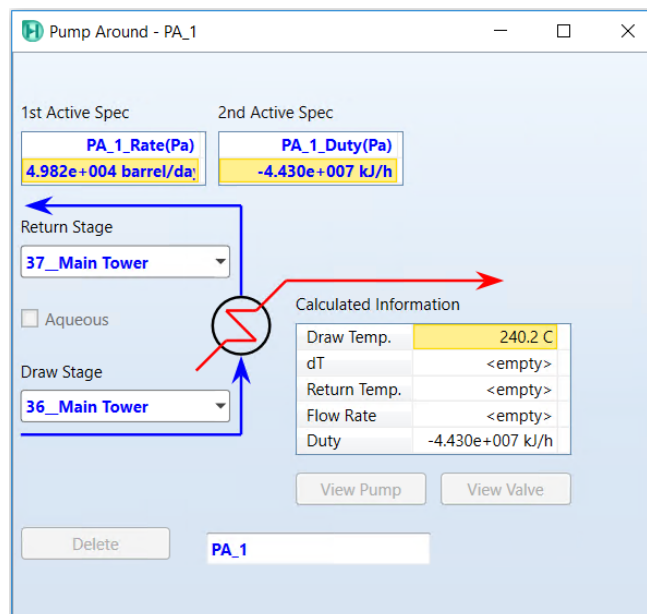 Pump Around - PA_1
1st Active Spec 2nd Active Spec
PA_1_Rate(Pa) PA_1_Duty(Pa)
4.982e+004 barrel/da -4.430e+007 kJ/h
Return Stage
37__Main Tower
Aqueous
Calculated Information
Draw Temp. 240.2 C
dT <empty>
Return Temp. <empty>
Flow Rate <empty>
Duty -4.430e+007 kJ/h
Draw Stage
36__Main Tower
View Pump View Valve
Delete PA_1